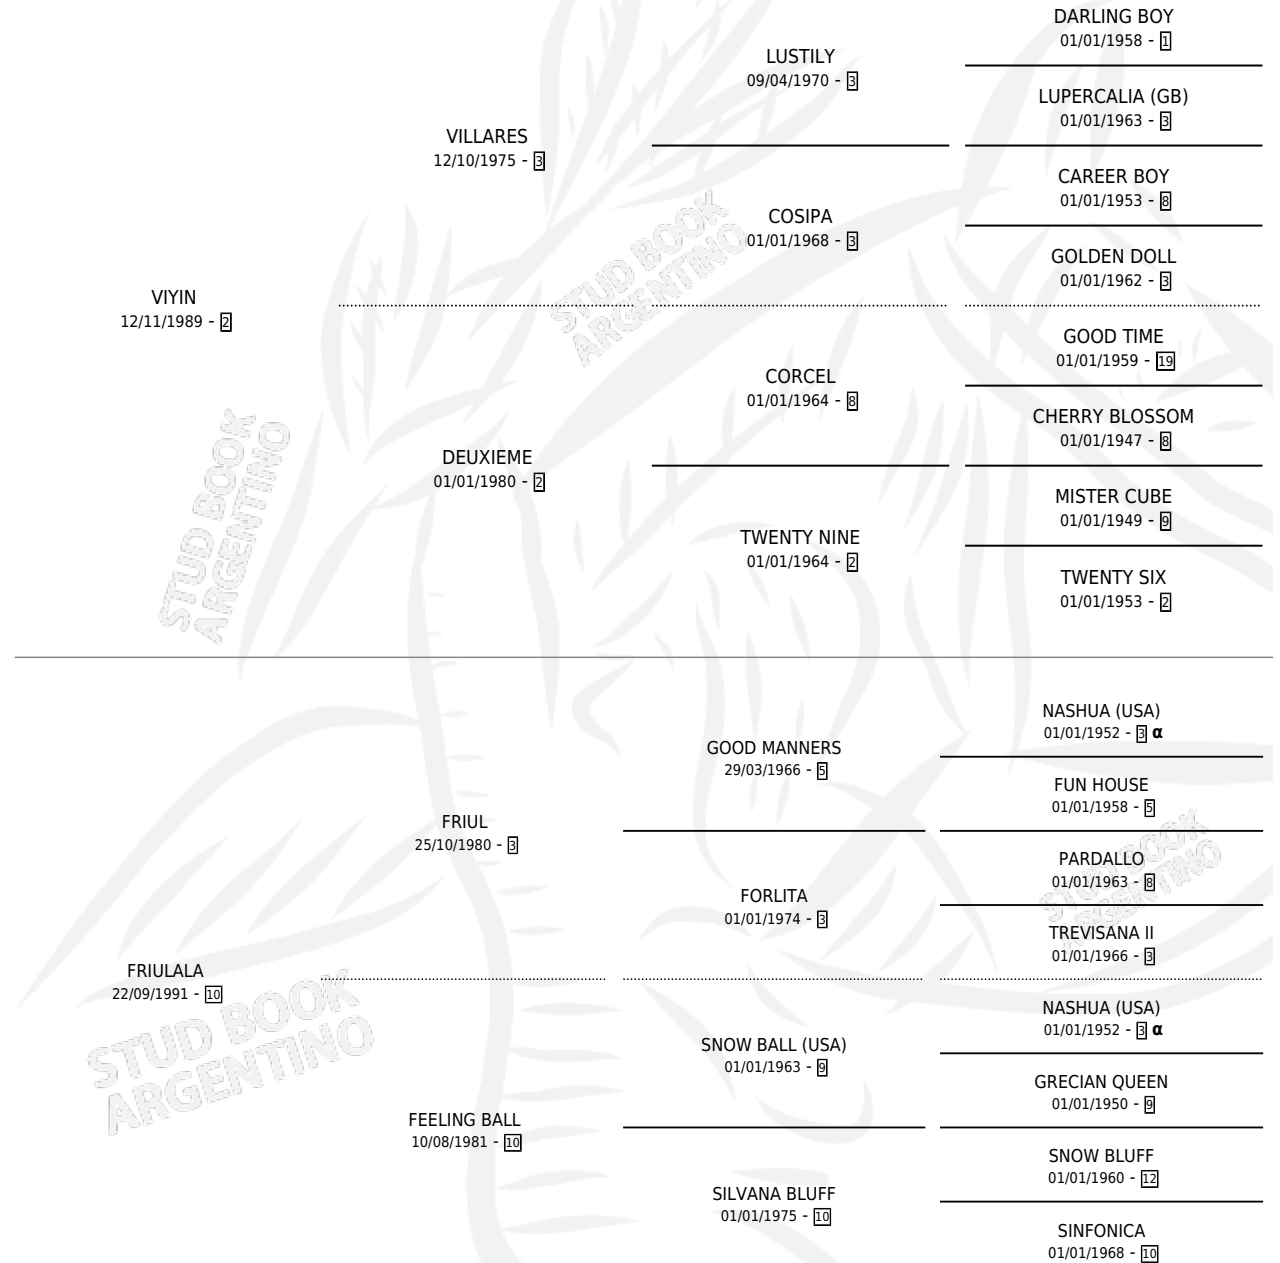 DARLING BOY
01/01/1958 - 1
LUSTILY
09/04/1970 - 3
LUPERCALIA (GB)
01/01/1963 - 3
VILLARES
12/10/1975 - 3
CAREER BOY
01/01/1953 - 8
COSIPA
01/01/1968 - 3
GOLDEN DOLL
01/01/1962 - 3
STUD BOOK
ARGENTINO
VIYIN
12/11/1989 - 2
GOOD TIME
01/01/1959 - 19
CORCEL
01/01/1964 - 8
CHERRY BLOSSOM
01/01/1947 - 8
DEUXIEME
01/01/1980 - 2
MISTER CUBE
01/01/1949 - 9
TWENTY NINE
01/01/1964 - 2
TWENTY SIX
01/01/1953 - 2
STUD BOOK
ARGENTINO
NASHUA (USA)
01/01/1952 - 3 α
GOOD MANNERS
29/03/1966 - 5
FUN HOUSE
01/01/1958 - 5
FRIUL
25/10/1980 - 3
PARDALLO
01/01/1963 - 8
FORLITA
01/01/1974 - 3
TREVISANA II
01/01/1966 - 3
STUD BOOK
ARGENTINO
FRIULALA
22/09/1991 - 10
NASHUA (USA)
01/01/1952 - 3 α
SNOW BALL (USA)
01/01/1963 - 9
GRECIAN QUEEN
01/01/1950 - 9
STUD BOOK
ARGENTINO
FEELING BALL
10/08/1981 - 10
SNOW BLUFF
01/01/1960 - 12
SILVANA BLUFF
01/01/1975 - 10
SINFONICA
01/01/1968 - 10